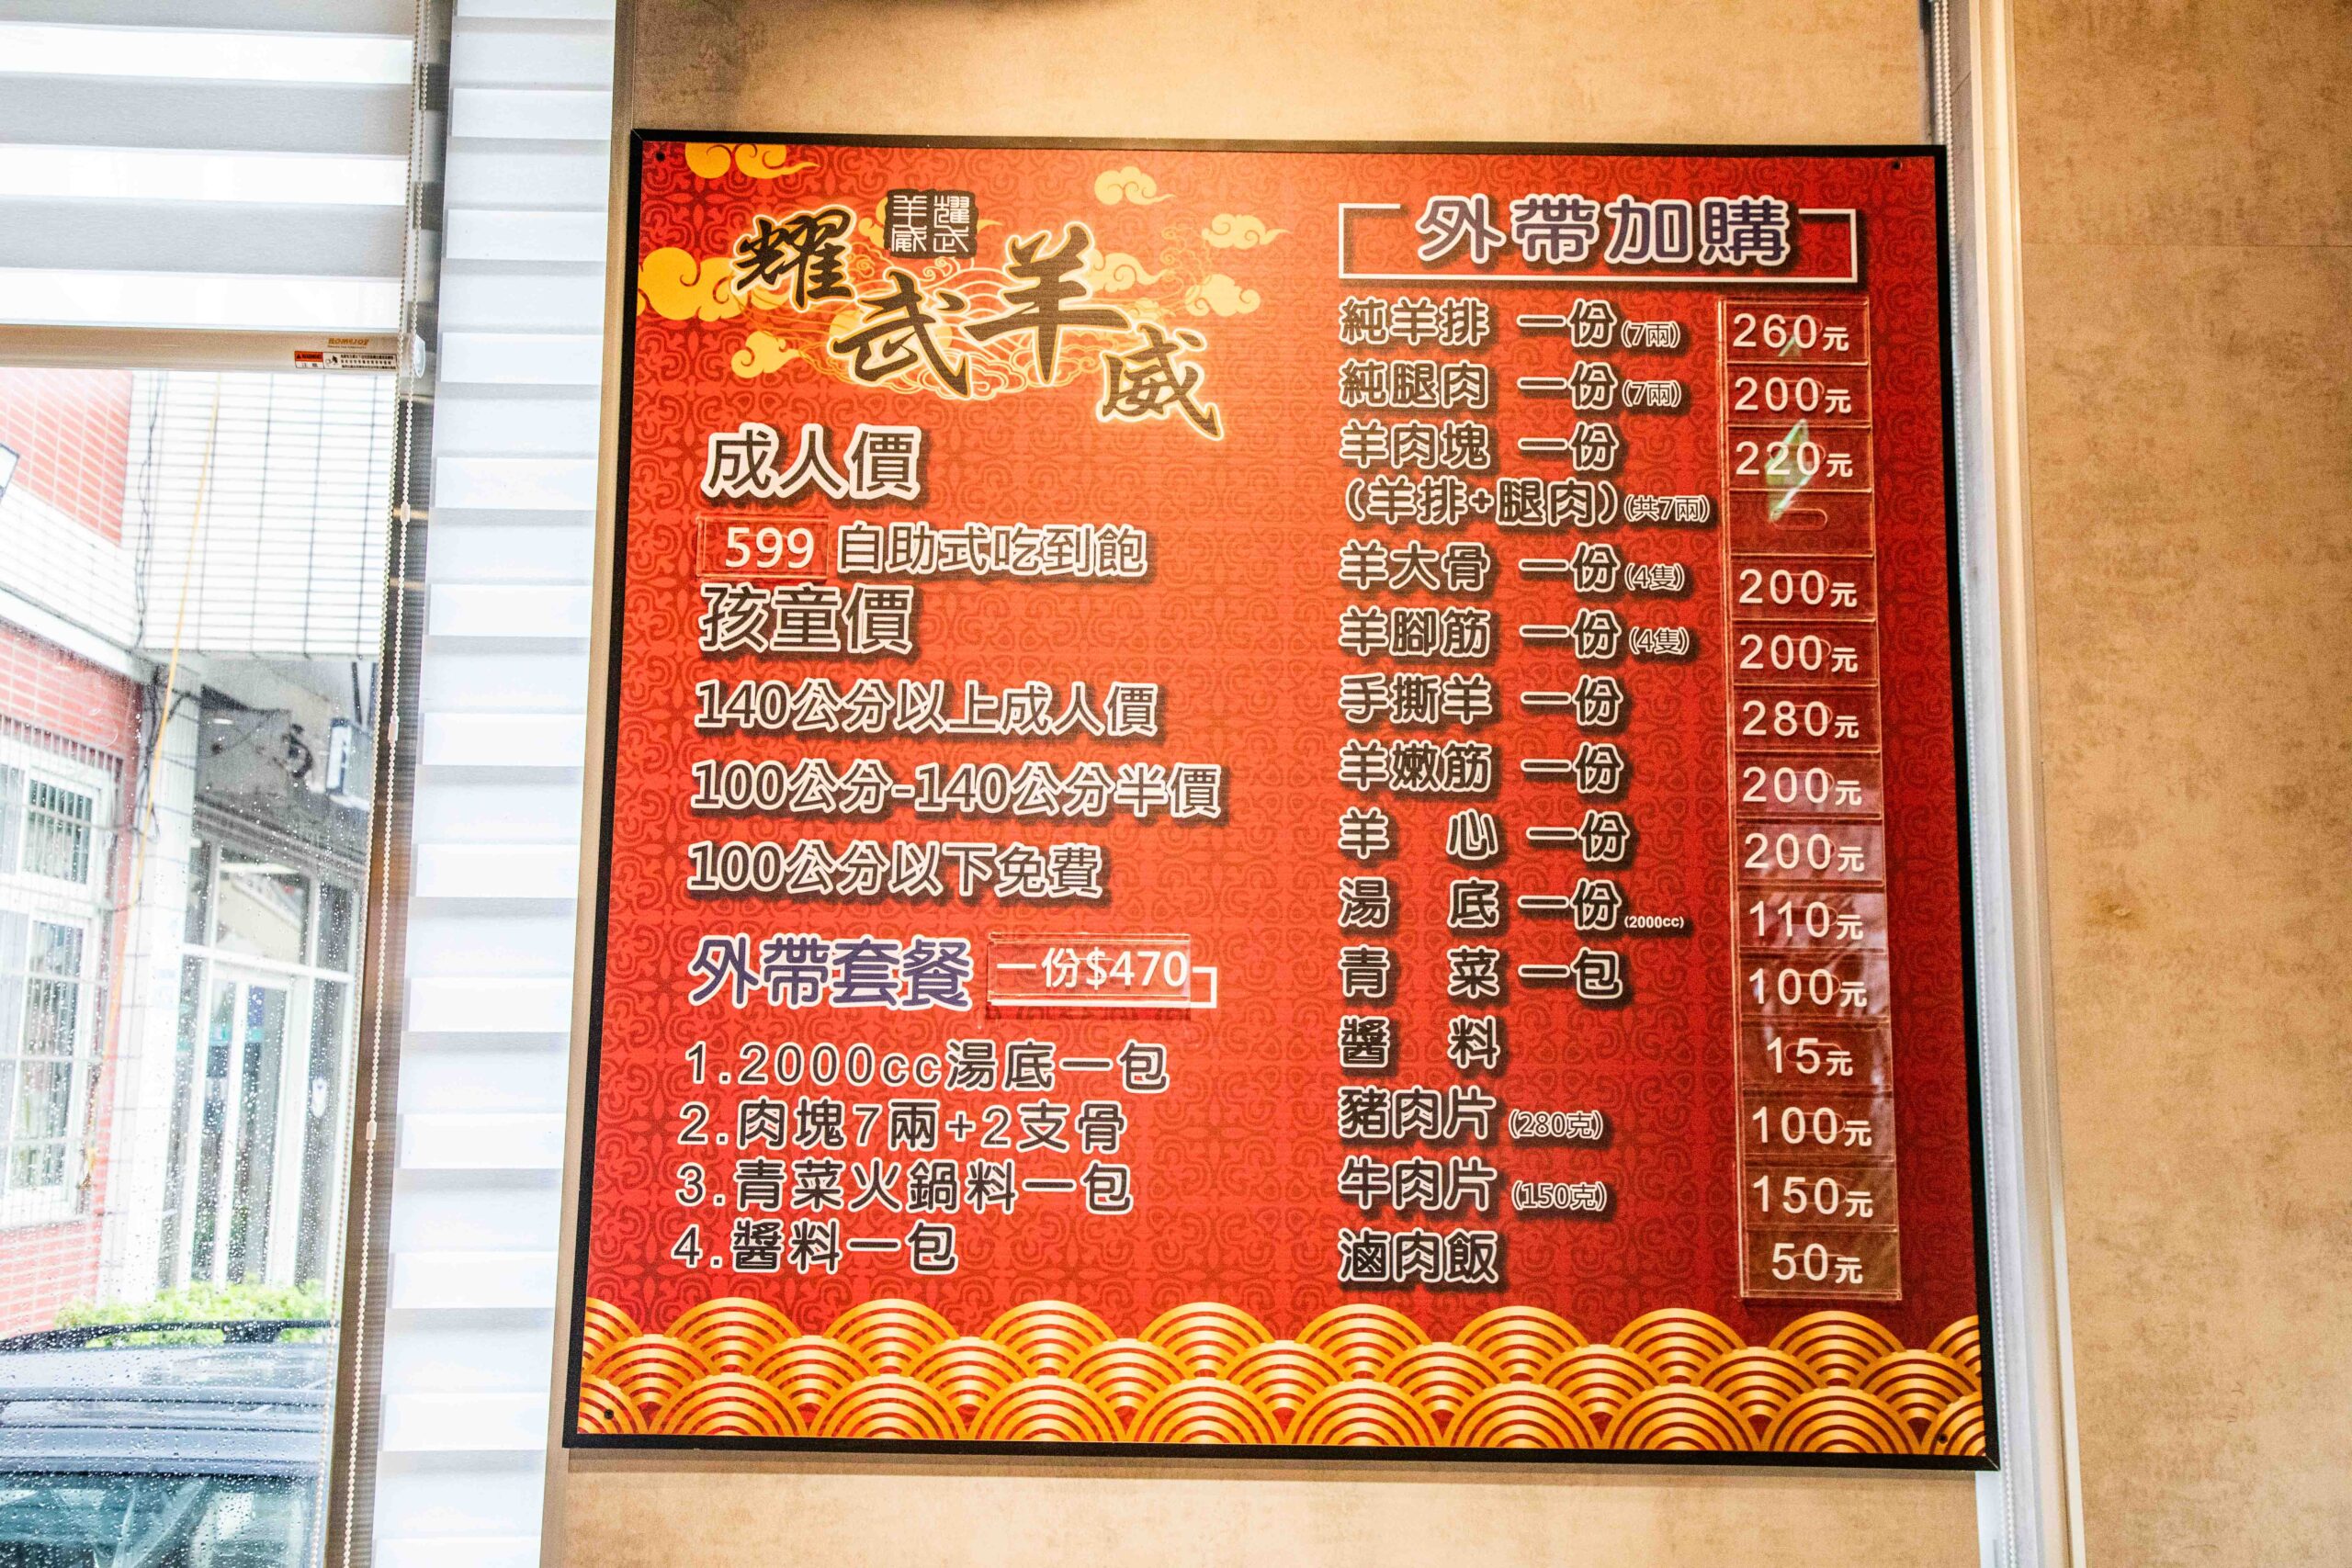 耀武羊威
耀武
羊威
成人價
599 自助式吃到飽
孩童價
140公分以上成人價
100公分-140公分半價
100公分以下免費
外帶套餐 一份$470
1.2000cc湯底一包
2.肉塊7兩+2支骨
3.青菜火鍋料一包
4.醬料一包
外帶加購
純羊排 一份(7兩) 260元
純腿肉 一份(7兩) 200元
羊肉塊 一份 220元
(羊排+腿肉)(共7兩)
羊大骨 一份(4隻) 200元
羊腳筋 一份(4隻) 200元
手撕羊 一份 280元
羊嫩筋 一份 200元
羊心 一份 200元
湯底 一份(2000cc) 110元
青菜 一包 100元
醬料 15元
豬肉片(280克) 100元
牛肉片(150克) 150元
滷肉飯 50元